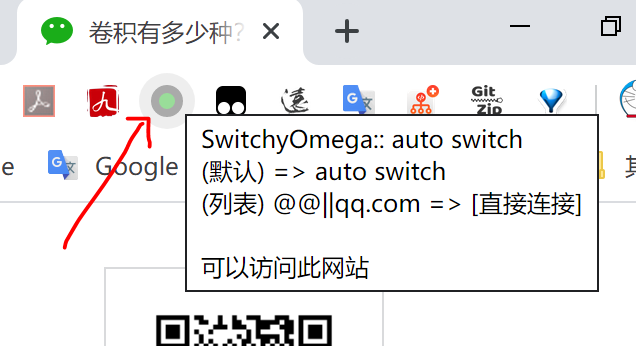 卷积有多少种?
Git
Zip
e
Google
其
SwitchyOmega:: auto switch
(默认) => auto switch
(列表) @@||qq.com => [直接连接]
可以访问此网站